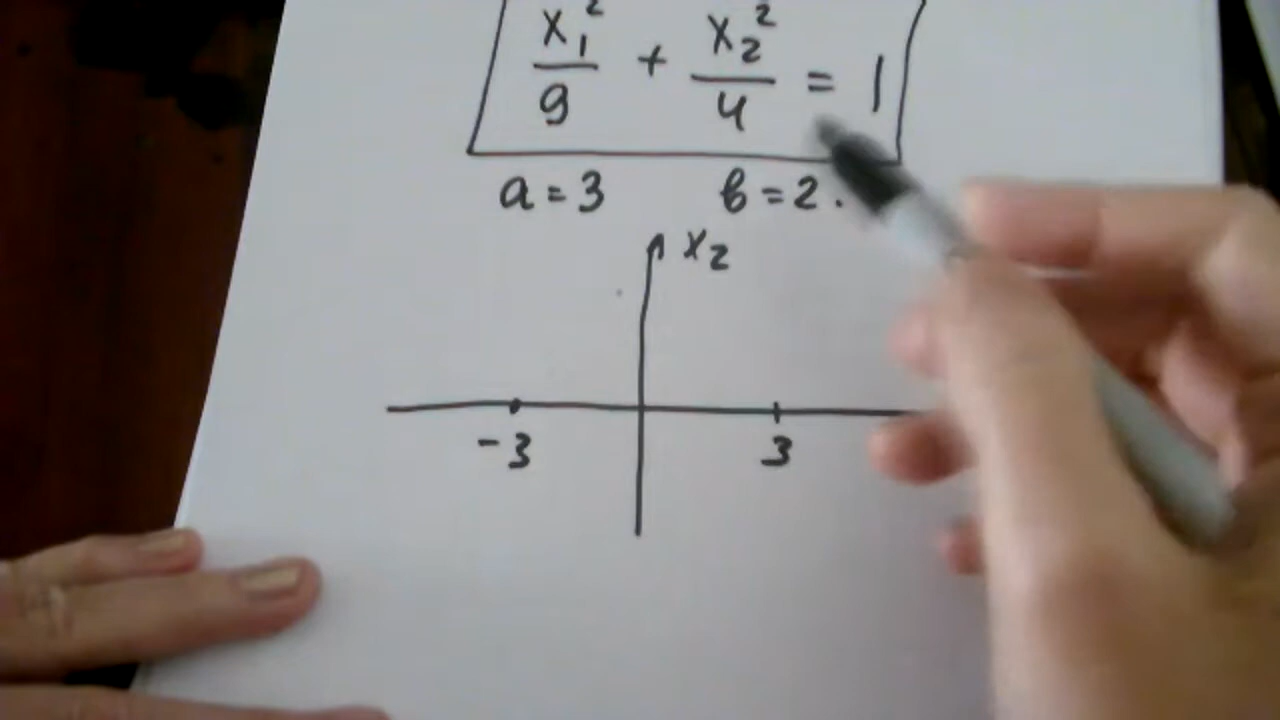 x₁²/9 + x₂²/4 = 1
a = 3 b = 2.
x₂
-3 3